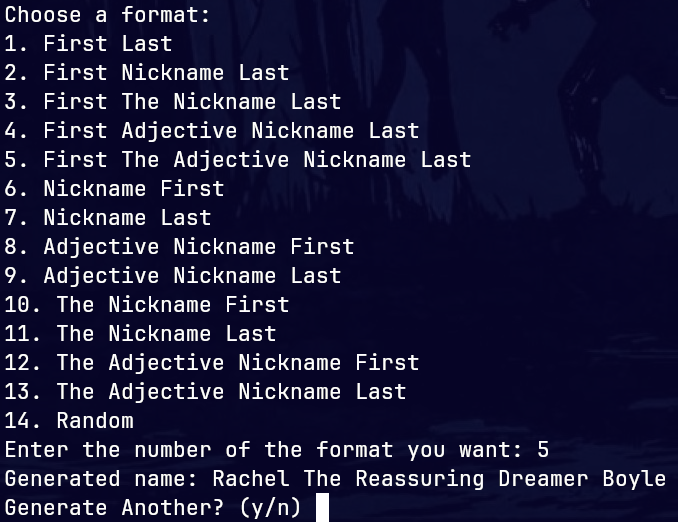 Choose a format:
1. First Last
2. First Nickname Last
3. First The Nickname Last
4. First Adjective Nickname Last
5. First The Adjective Nickname Last
6. Nickname First
7. Nickname Last
8. Adjective Nickname First
9. Adjective Nickname Last
10. The Nickname First
11. The Nickname Last
12. The Adjective Nickname First
13. The Adjective Nickname Last
14. Random
Enter the number of the format you want: 5
Generated name: Rachel The Reassuring Dreamer Boyle
Generate Another? (y/n)